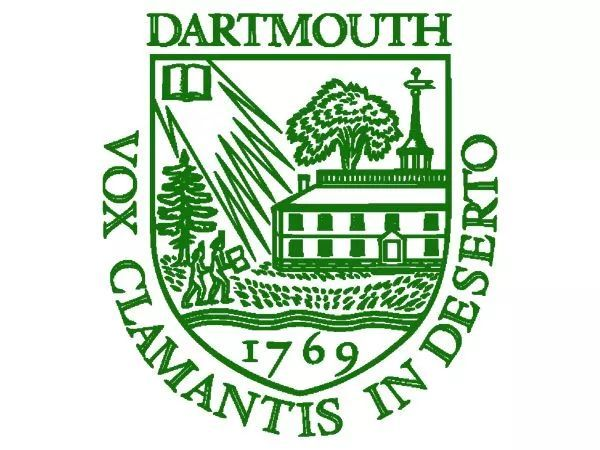 DARTMOUTH
VOX CLAMANTIS IN DESERTO
1769